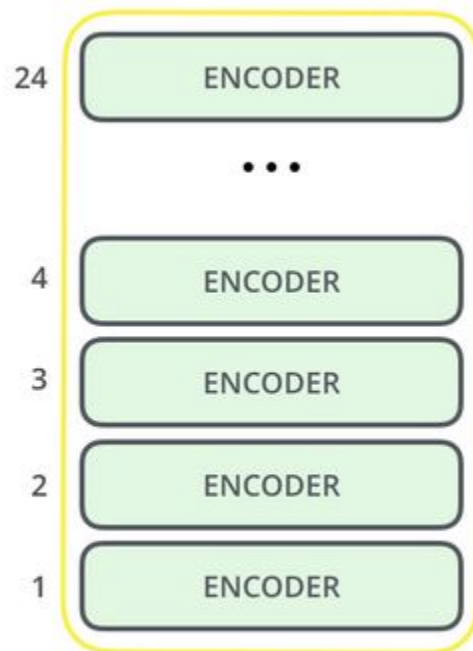 24 ENCODER
...
4 ENCODER
3 ENCODER
2 ENCODER
1 ENCODER